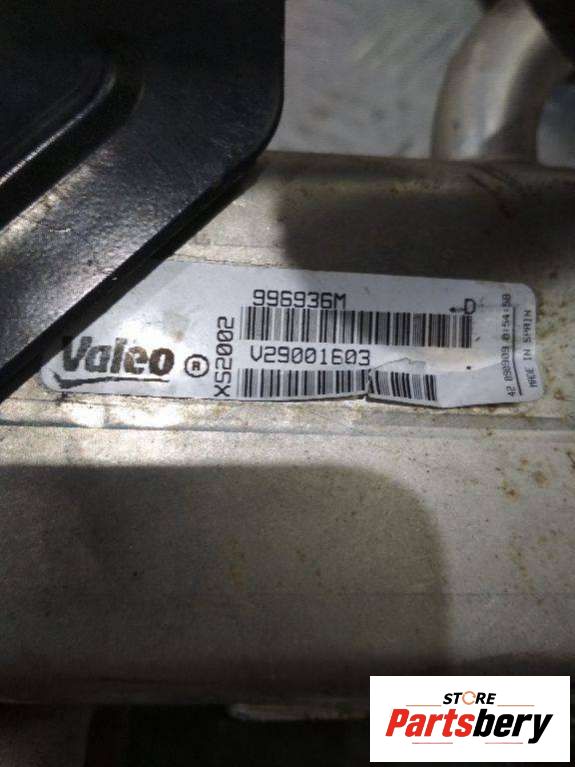 996936M
←D
Valeo ®
XS2002
V29001603
MADE IN SPAIN
STORE
Partsbery